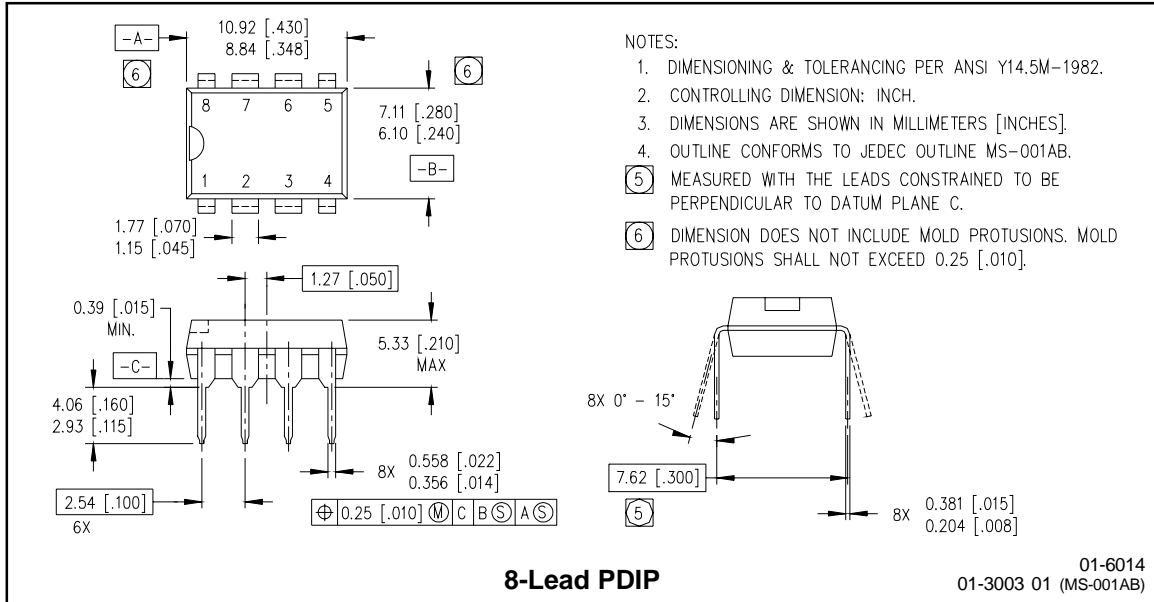 -A-
10.92 [.430]
8.84 [.348]
6
6
8 7 6 5
1 2 3 4
7.11 [.280]
6.10 [.240]
-B-
1.77 [.070]
1.15 [.045]
1.27 [.050]
0.39 [.015]
MIN.
-C-
5.33 [.210]
MAX
4.06 [.160]
2.93 [.115]
2.54 [.100]
6X
8X 0.558 [.022]
0.356 [.014]
⌖ 0.25 [.010] Ⓜ C B Ⓢ A Ⓢ
NOTES:
1. DIMENSIONING & TOLERANCING PER ANSI Y14.5M-1982.
2. CONTROLLING DIMENSION: INCH.
3. DIMENSIONS ARE SHOWN IN MILLIMETERS [INCHES].
4. OUTLINE CONFORMS TO JEDEC OUTLINE MS-001AB.
5 MEASURED WITH THE LEADS CONSTRAINED TO BE
PERPENDICULAR TO DATUM PLANE C.
6 DIMENSION DOES NOT INCLUDE MOLD PROTUSIONS. MOLD
PROTUSIONS SHALL NOT EXCEED 0.25 [.010].
8X 0° - 15°
7.62 [.300]
5
8X 0.381 [.015]
0.204 [.008]
8-Lead PDIP
01-6014
01-3003 01 (MS-001AB)